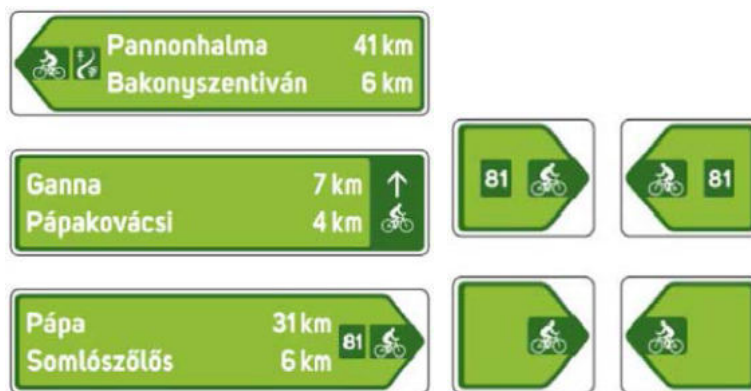 Pannonhalma 41 km
Bakonyszentiván 6 km
Ganna 7 km
Pápakovácsi 4 km
81
81
Pápa 31 km
Somlószőlős 6 km
81